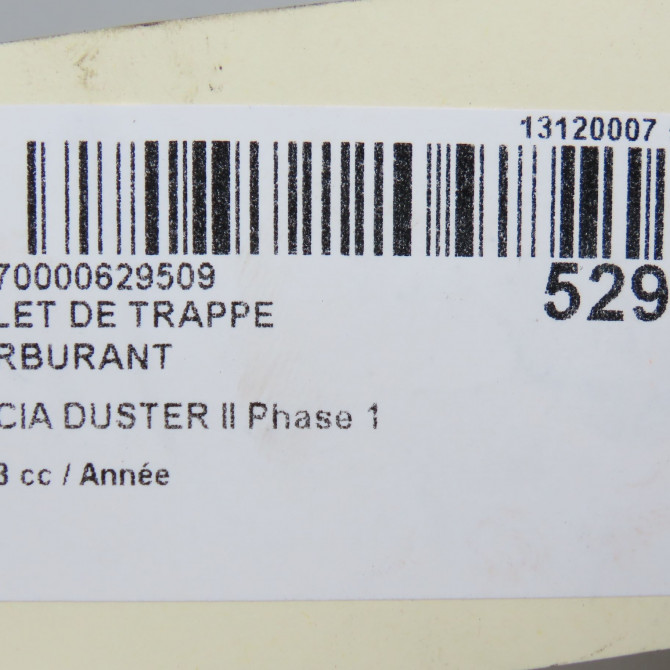 13120007
70000629509
529
LET DE TRAPPE
RBURANT
CIA DUSTER II Phase 1
3 cc / Année